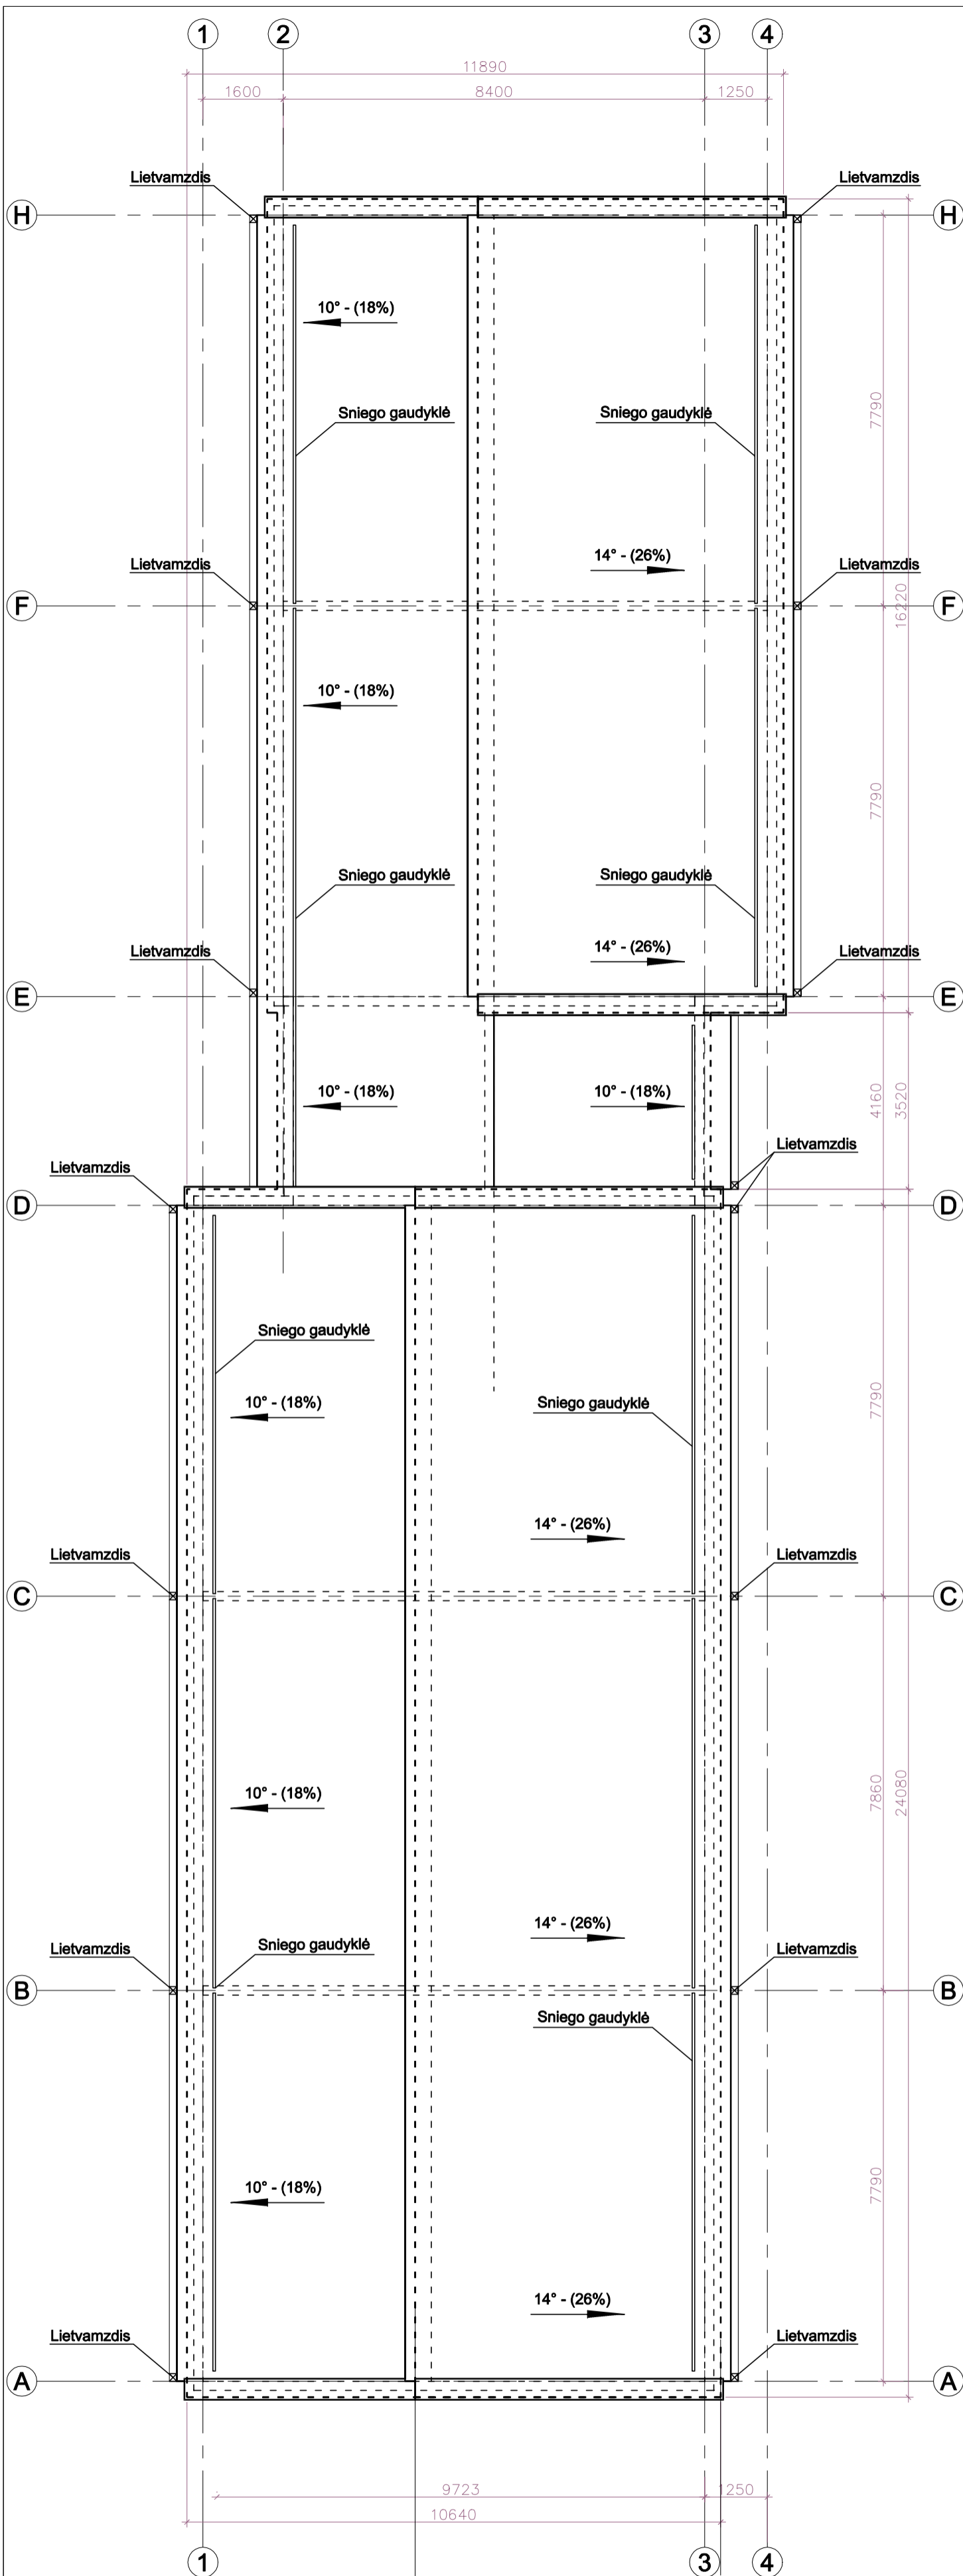 1 2 3 4
11890
1600 8400 1250
Lietvamzdis Lietvamzdis
H H
10° - (18%)
7790
Sniego gaudyklė Sniego gaudyklė
14° - (26%)
Lietvamzdis Lietvamzdis
16220
F F
10° - (18%)
7790
Sniego gaudyklė Sniego gaudyklė
14° - (26%)
Lietvamzdis Lietvamzdis
E E
10° - (18%) 10° - (18%)
4160 3520
Lietvamzdis
Lietvamzdis
D D
Sniego gaudyklė
7790
10° - (18%)
Sniego gaudyklė
14° - (26%)
Lietvamzdis Lietvamzdis
C C
10° - (18%)
7860 24080
14° - (26%)
Sniego gaudyklė
Lietvamzdis Lietvamzdis
B B
Sniego gaudyklė
7790
10° - (18%)
14° - (26%)
Lietvamzdis Lietvamzdis
A A
9723 1250
10640
1 3 4